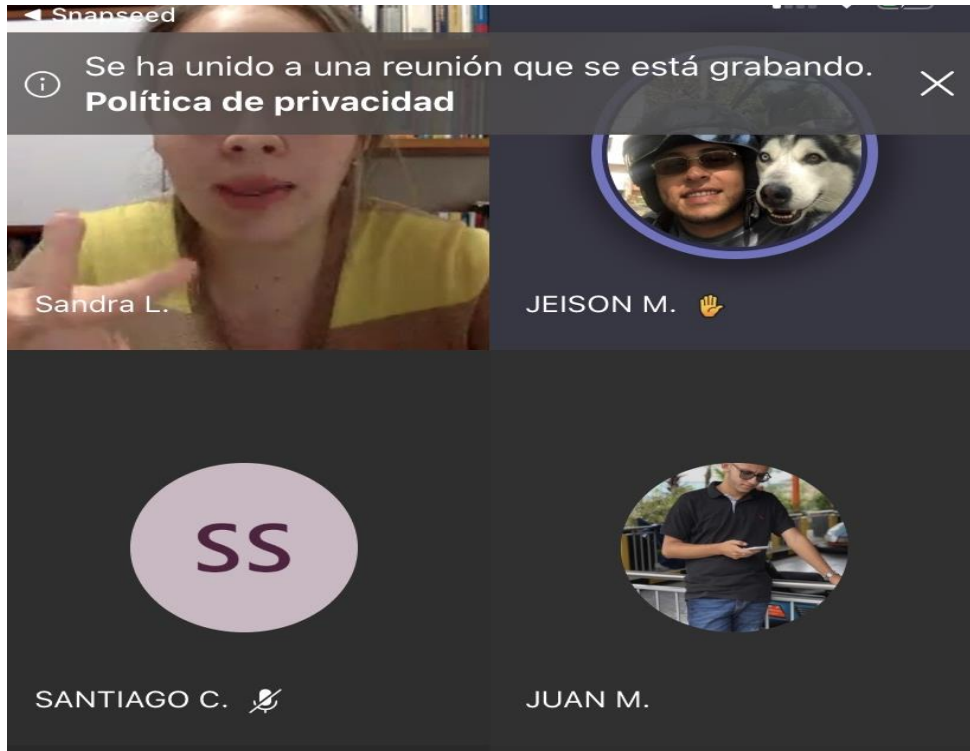 ◀ Snapseed
Se ha unido a una reunión que se está grabando.
Política de privacidad
Sandra L.
JEISON M.
SS
SANTIAGO C.
JUAN M.